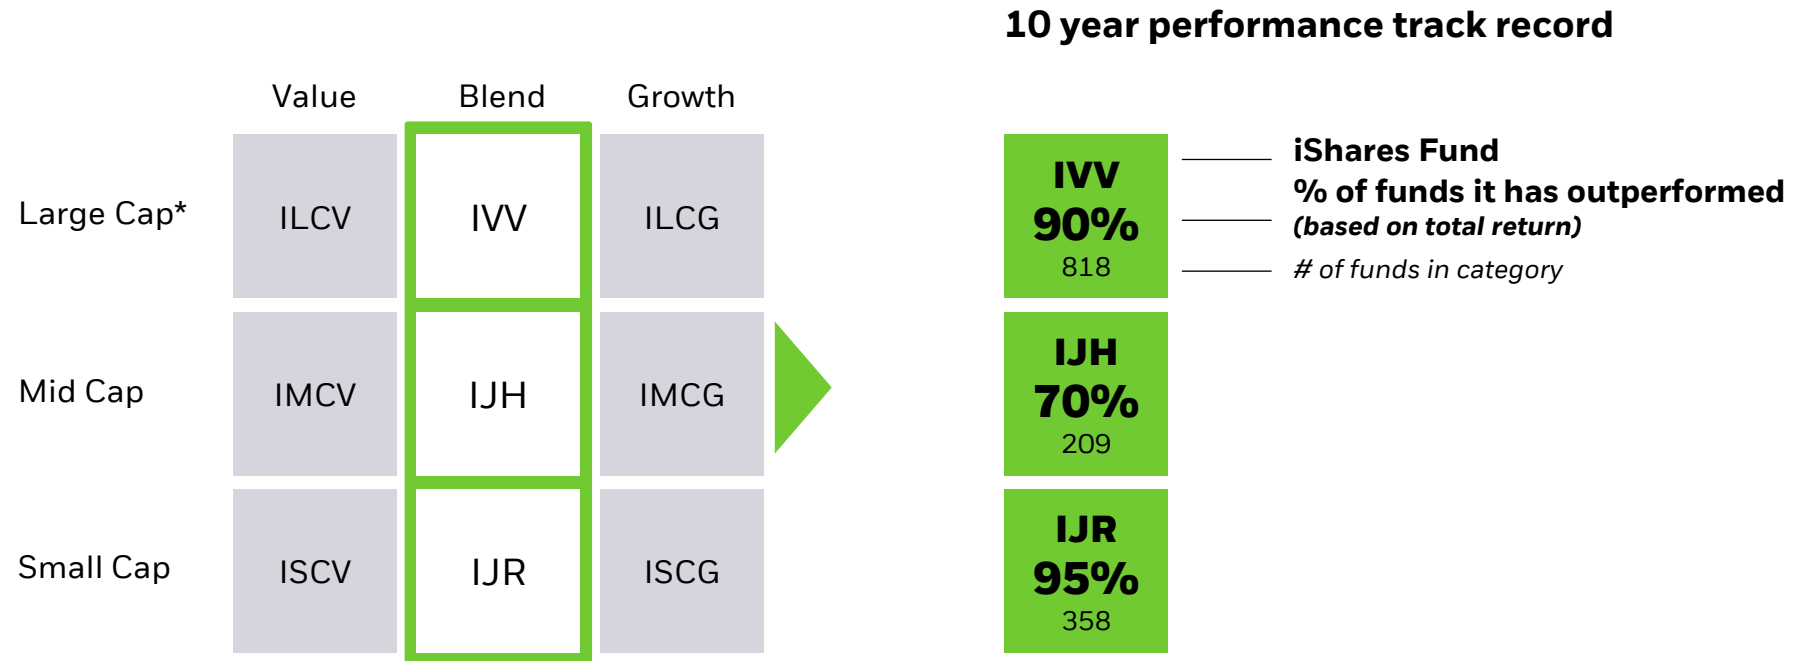 10 year performance track record
Value Blend Growth
Large Cap* ILCV IVV ILCG
Mid Cap IMCV IJH IMCG
Small Cap ISCV IJR ISCG
IVV
90%
818
iShares Fund
% of funds it has outperformed
(based on total return)
# of funds in category
IJH
70%
209
IJR
95%
358